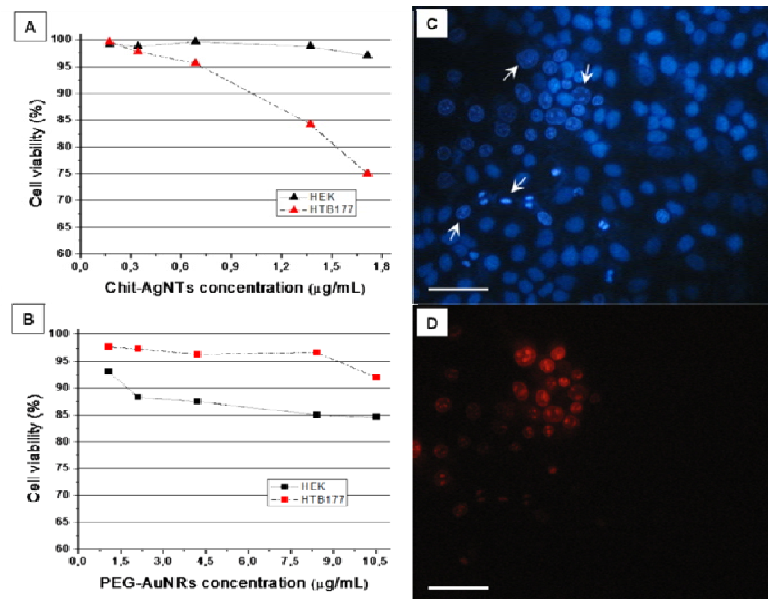 A
Cell viability (%)
100
95
90
85
80
75
70
65
60
HEK
HTB177
0,0 0,3 0,6 0,9 1,2 1,5 1,8
Chit-AgNTs concentration (µg/mL)
B
Cell viability (%)
100
95
90
85
80
75
70
65
60
HEK
HTB177
0,0 1,5 3,0 4,5 6,0 7,5 9,0 10,5
PEG-AuNRs concentration (µg/mL)
C
D